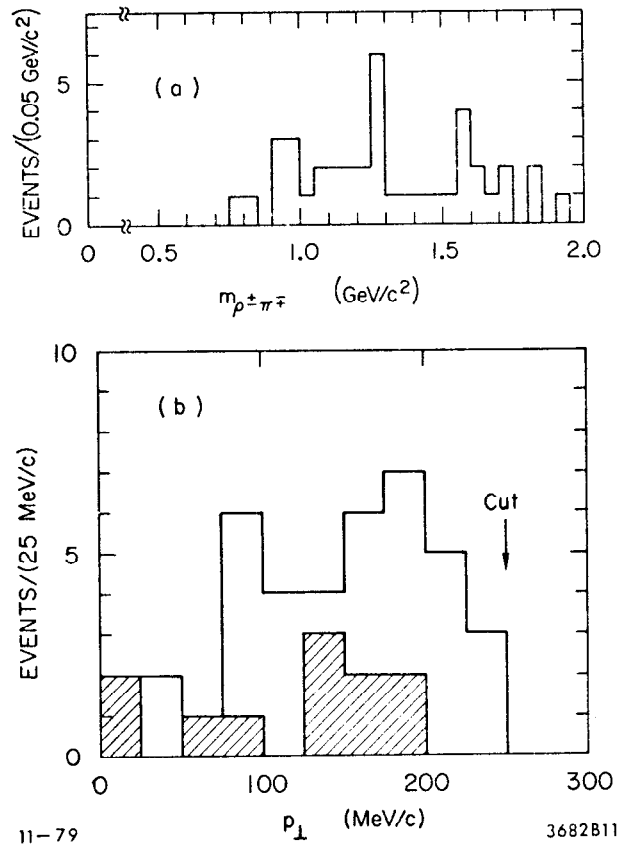 EVENTS/(0.05 GeV/c²)
5
0
(a)
0 0.5 1.0 1.5 2.0
m_ρ±π∓ (GeV/c²)
EVENTS/(25 MeV/c)
10
5
0
(b)
Cut
0 100 200 300
p⊥ (MeV/c)
11–79 3682B11